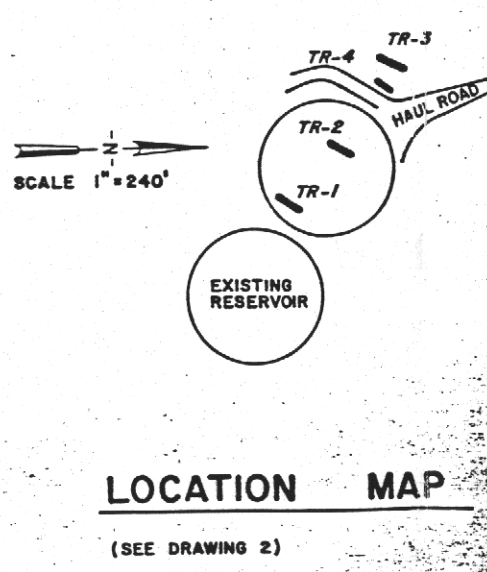 TR-3
TR-4
HAUL ROAD
TR-2
N
SCALE 1"=240'
TR-1
EXISTING
RESERVOIR
LOCATION MAP
(SEE DRAWING 2)